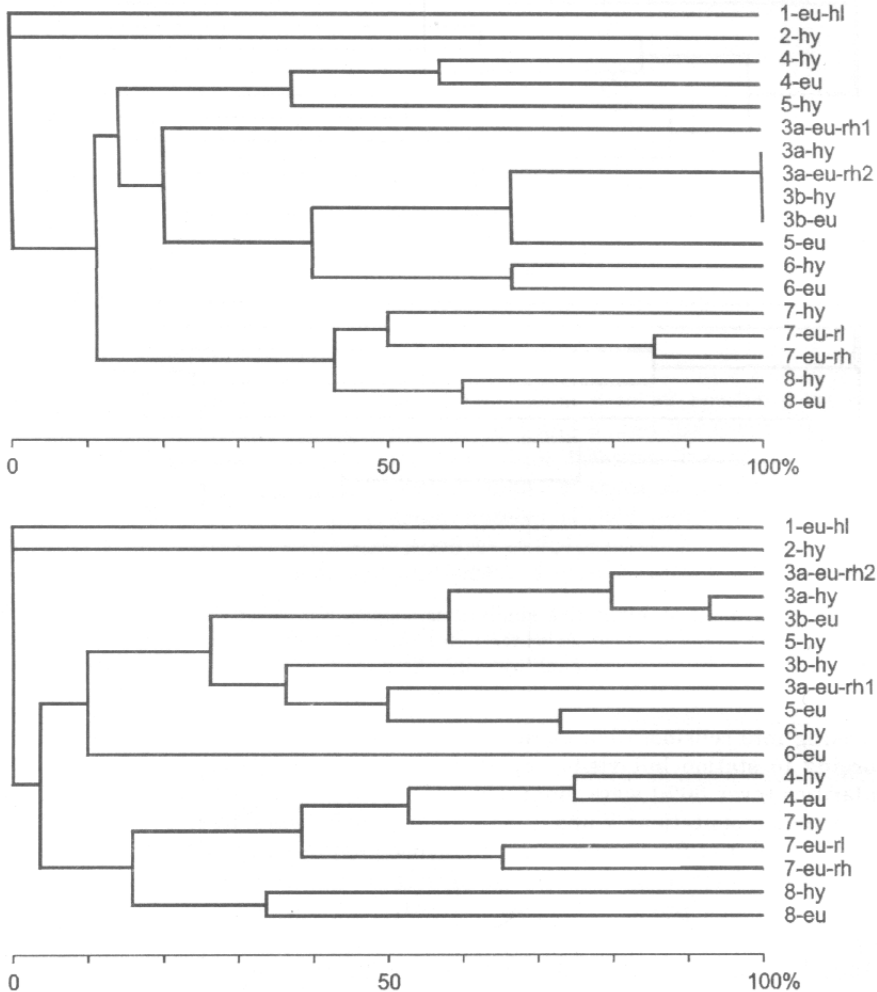 1-eu-hl
2-hy
4-hy
4-eu
5-hy
3a-eu-rh1
3a-hy
3a-eu-rh2
3b-hy
3b-eu
5-eu
6-hy
6-eu
7-hy
7-eu-rl
7-eu-rh
8-hy
8-eu
0 50 100%
1-eu-hl
2-hy
3a-eu-rh2
3a-hy
3b-eu
5-hy
3b-hy
3a-eu-rh1
5-eu
6-hy
6-eu
4-hy
4-eu
7-hy
7-eu-rl
7-eu-rh
8-hy
8-eu
0 50 100%